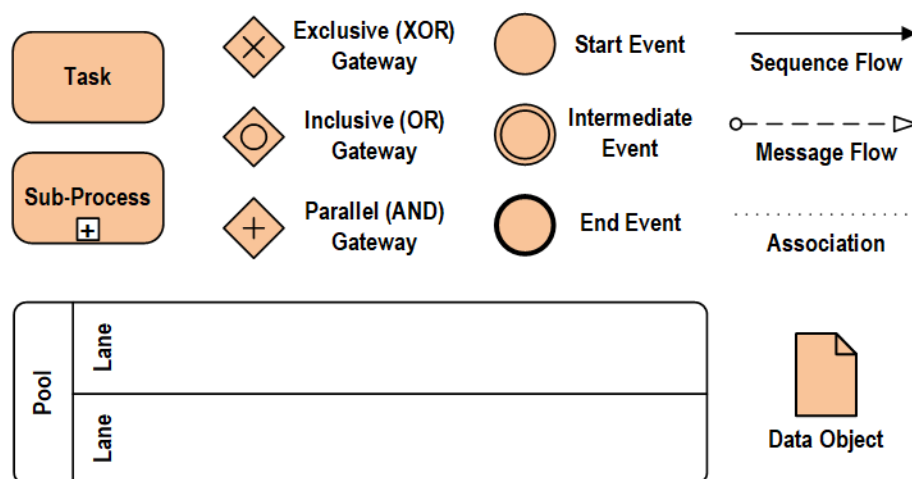 Task
Exclusive (XOR)
Gateway
Start Event
Sequence Flow
Sub-Process
Inclusive (OR)
Gateway
Intermediate
Event
Message Flow
Parallel (AND)
Gateway
End Event
Association
Pool
Lane
Lane
Data Object